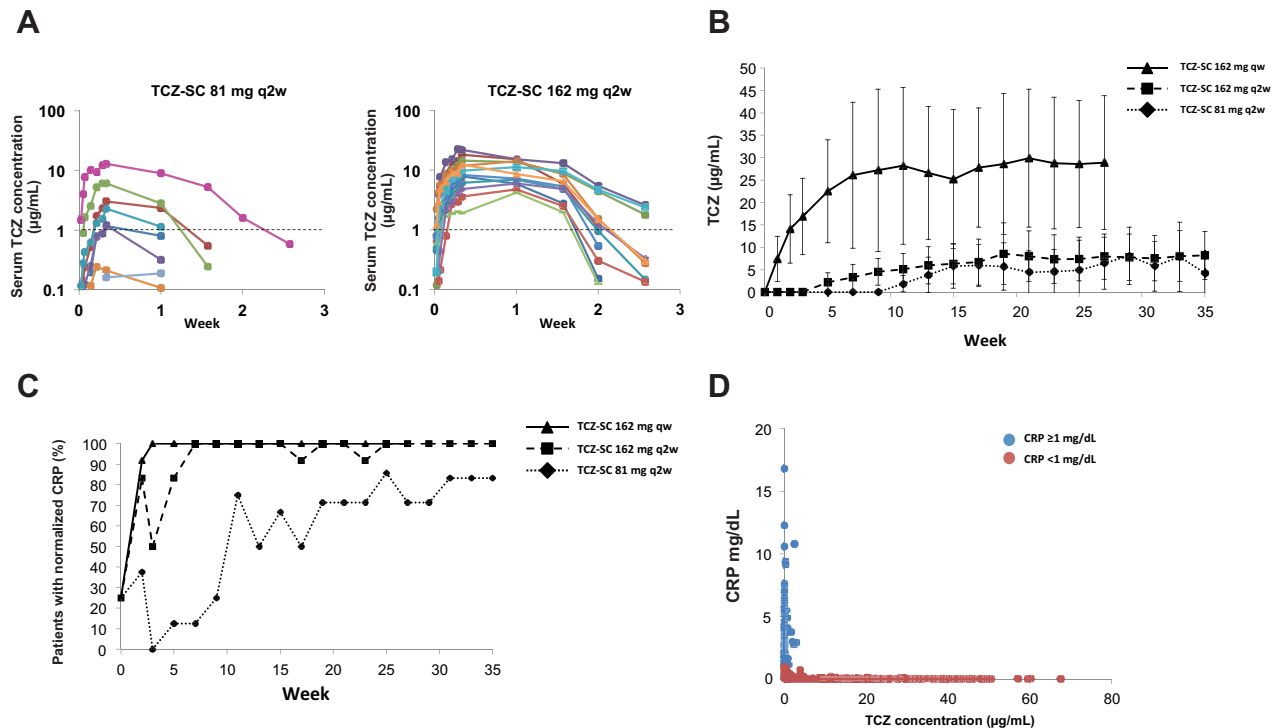 A
TCZ-SC 81 mg q2w
Serum TCZ concentration
(µg/mL)
100
10
1
0.1
0
1
2
3
Week
TCZ-SC 162 mg q2w
Serum TCZ concentration
(µg/mL)
100
10
1
0.1
0
1
2
3
Week
B
TCZ (µg/mL)
50
45
40
35
30
25
20
15
10
5
0
0
5
10
15
20
25
30
35
Week
TCZ-SC 162 mg qw
TCZ-SC 162 mg q2w
TCZ-SC 81 mg q2w
C
Patients with normalized CRP (%)
100
90
80
70
60
50
40
30
20
10
0
0
5
10
15
20
25
30
35
Week
TCZ-SC 162 mg qw
TCZ-SC 162 mg q2w
TCZ-SC 81 mg q2w
D
CRP mg/dL
20
15
10
5
0
0
20
40
60
80
TCZ concentration (µg/mL)
CRP ≥1 mg/dL
CRP <1 mg/dL